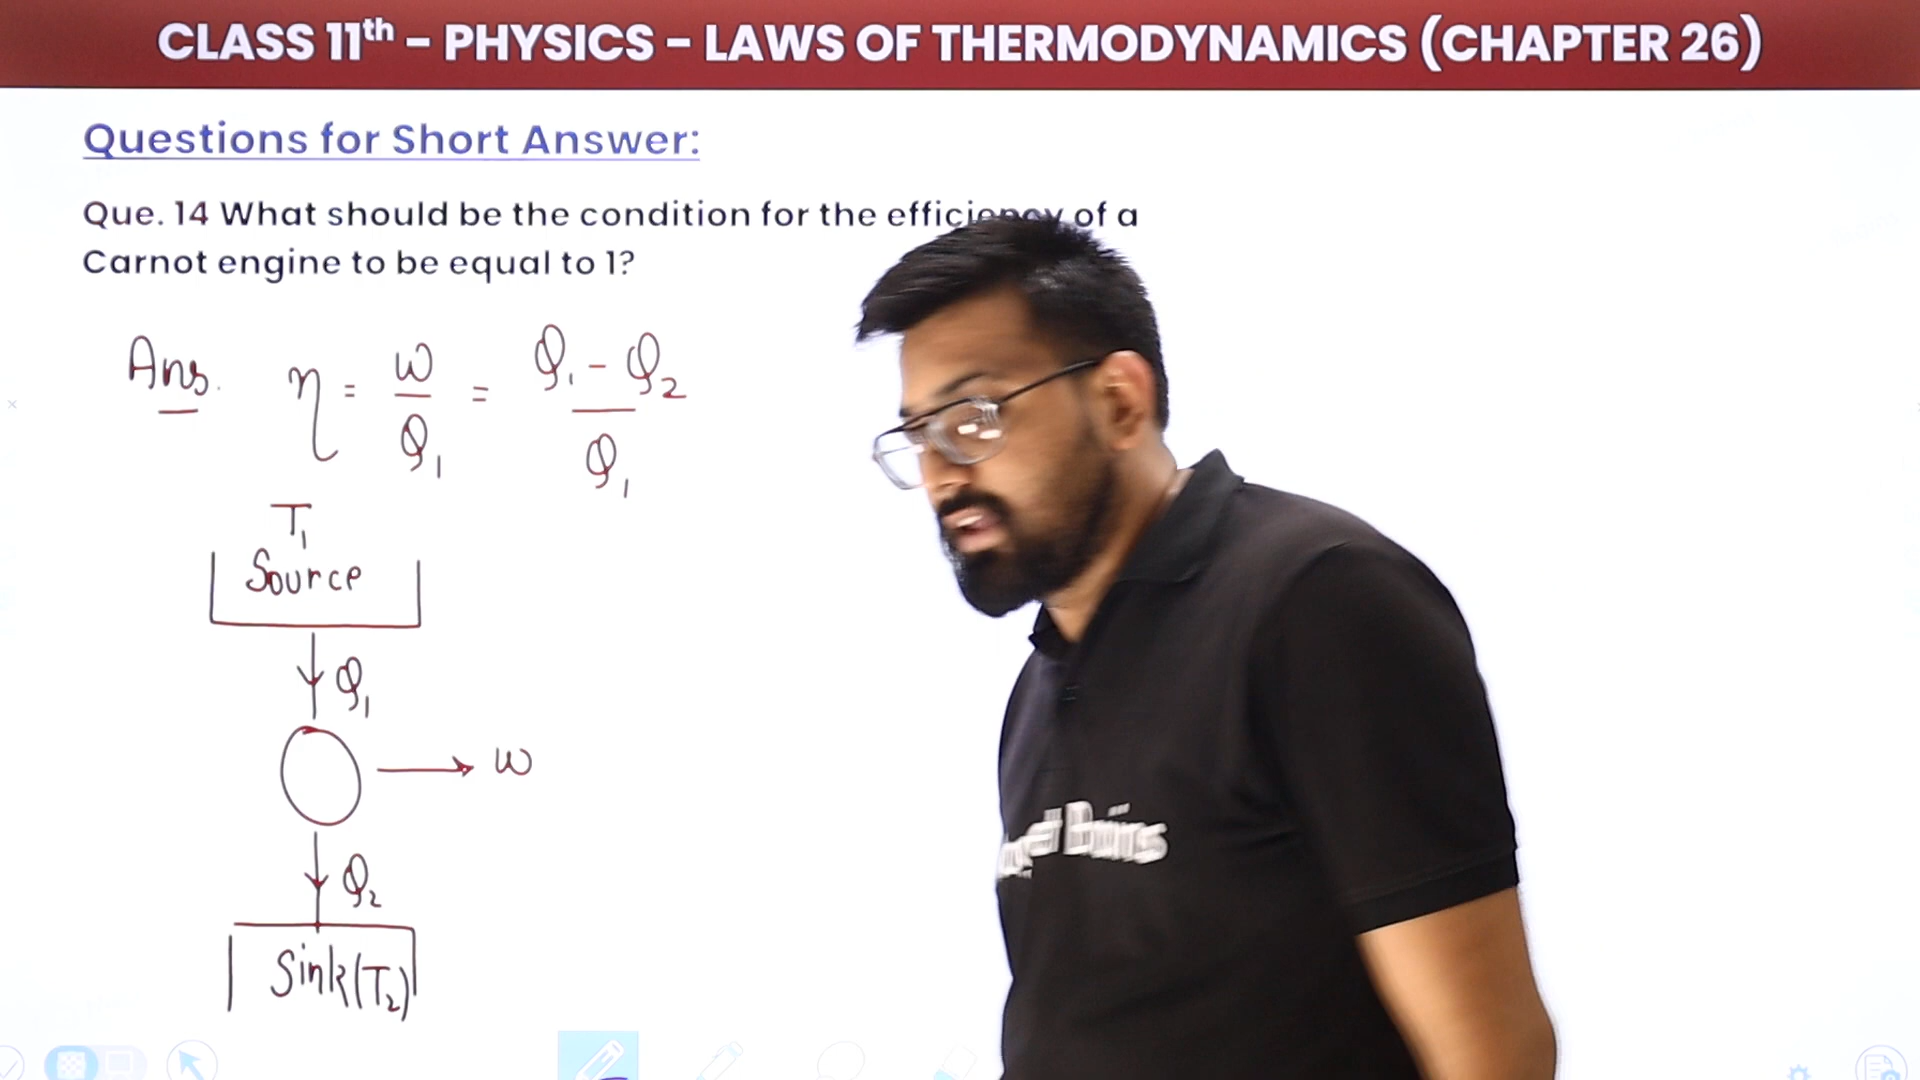 CLASS 11th - PHYSICS - LAWS OF THERMODYNAMICS (CHAPTER 26)
Questions for Short Answer:
Que. 14 What should be the condition for the efficiency of a
Carnot engine to be equal to 1?
Ans. η = W/Q₁ = Q₁ - Q₂/Q₁
T₁
Source
Q₁
W
Q₂
Sink(T₂)